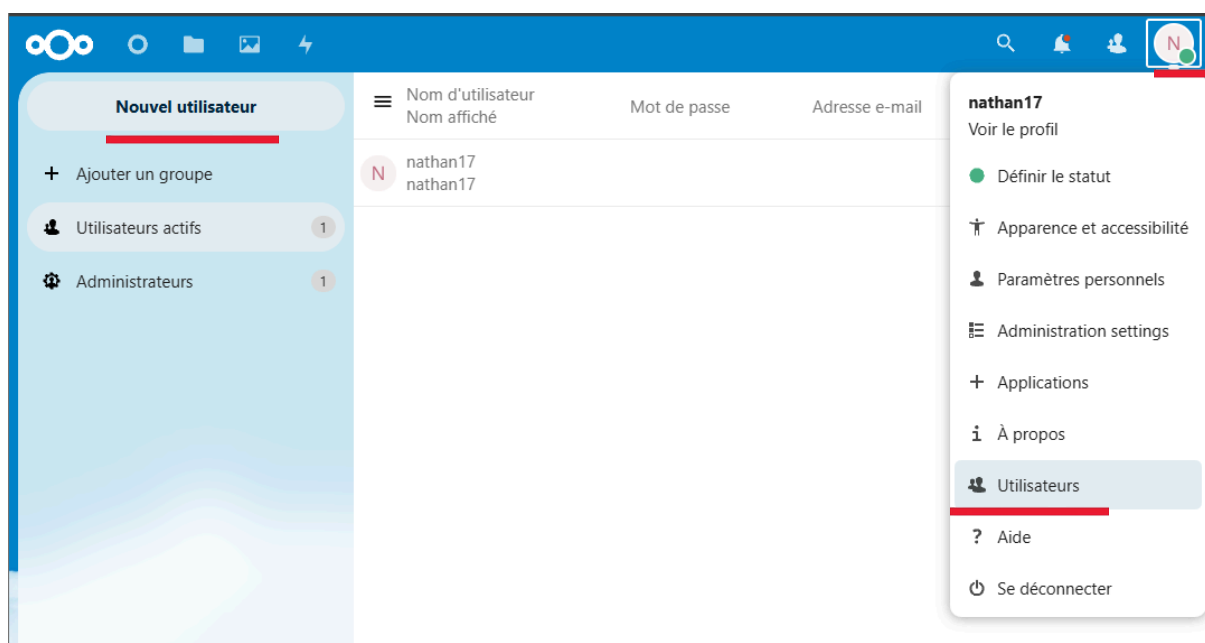 N
Nouvel utilisateur
Ajouter un groupe
Utilisateurs actifs 1
Administrateurs 1
Nom d'utilisateur
Nom affiché
Mot de passe
Adresse e-mail
N
nathan17
nathan17
nathan17
Voir le profil
Définir le statut
Apparence et accessibilité
Paramètres personnels
Administration settings
Applications
À propos
Utilisateurs
Aide
Se déconnecter